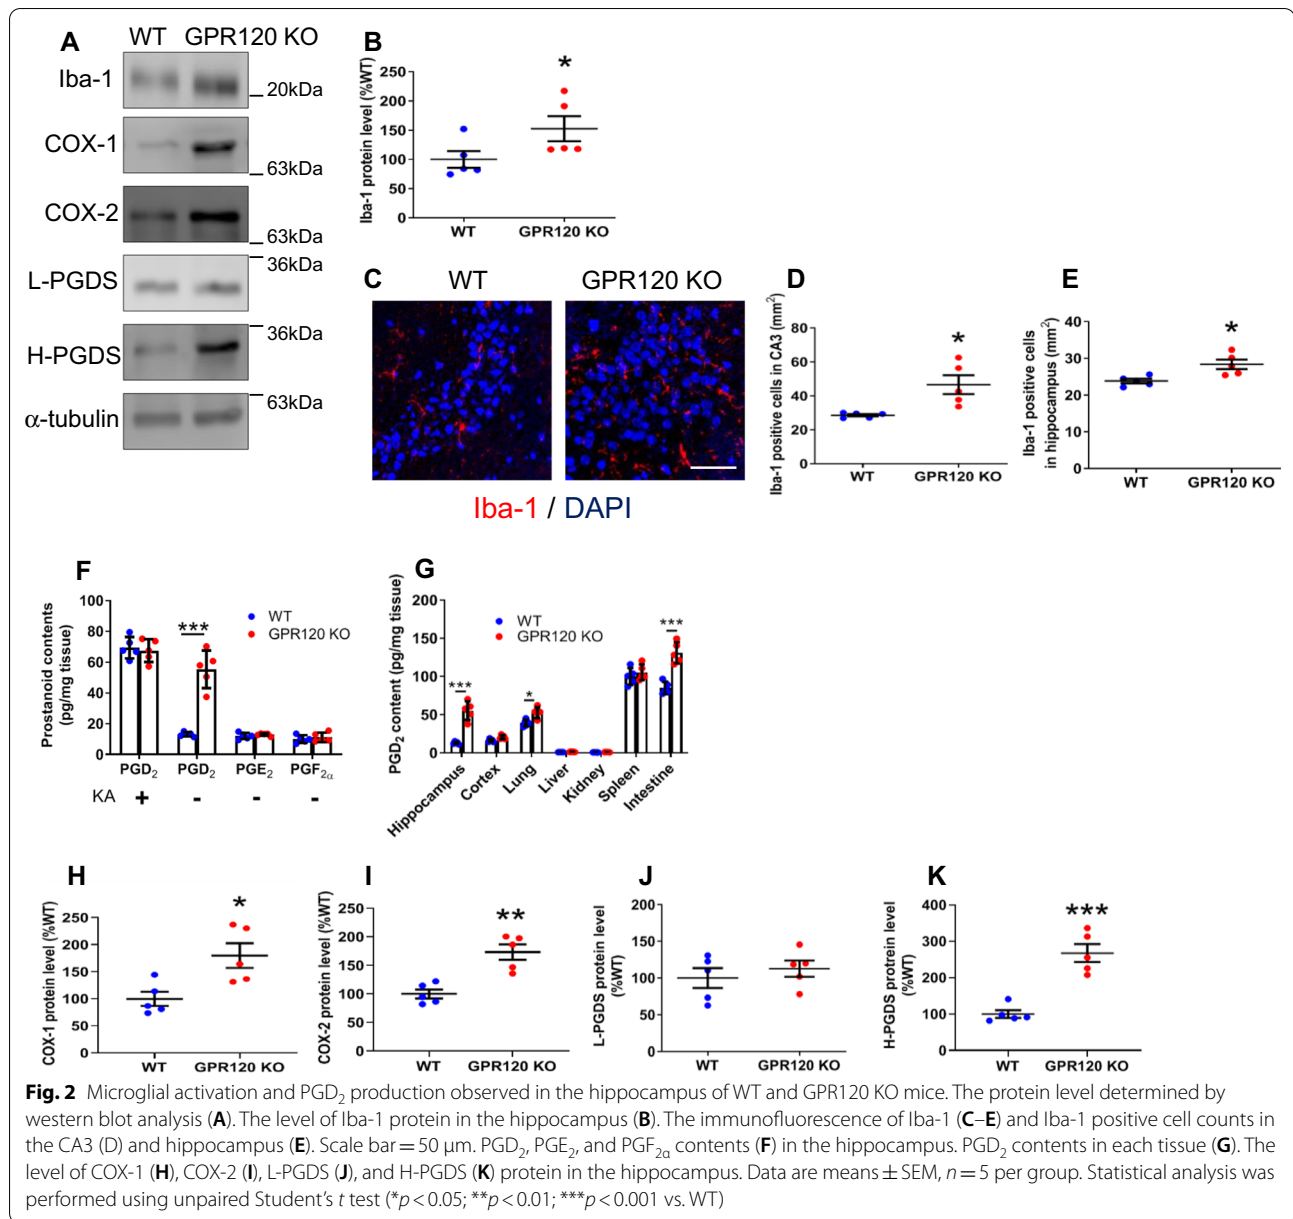 A
WT GPR120 KO
Iba-1
20kDa
COX-1
63kDa
COX-2
63kDa
36kDa
L-PGDS
36kDa
H-PGDS
63kDa
α-tubulin
B
Iba-1 protein level (%WT)
250
200
150
100
50
0
*
WT GPR120 KO
C
WT GPR120 KO
Iba-1 / DAPI
D
Iba-1 positive cells in CA3 (mm²)
80
60
40
20
0
*
WT GPR120 KO
E
Iba-1 positive cells
in hippocampus (mm²)
40
30
20
10
0
*
WT GPR120 KO
F
Prostanoid contents
(pg/mg tissue)
100
80
60
40
20
0
WT
GPR120 KO
***
PGD₂ PGD₂ PGE₂ PGF₂α
KA + - - -
G
PGD₂ content (pg/mg tissue)
200
150
100
50
0
WT
GPR120 KO
*** * ***
Hippocampus Cortex Lung Liver Kidney Spleen Intestine
H
COX-1 protein level (%WT)
250
200
150
100
50
0
*
WT GPR120 KO
I
COX-2 protein level (%WT)
250
200
150
100
50
0
**
WT GPR120 KO
J
L-PGDS protein level
(%WT)
200
150
100
50
0
WT GPR120 KO
K
H-PGDS protrein level
(%WT)
400
300
200
100
0
***
WT GPR120 KO
Fig. 2 Microglial activation and PGD₂ production observed in the hippocampus of WT and GPR120 KO mice. The protein level determined by
western blot analysis (A). The level of Iba-1 protein in the hippocampus (B). The immunofluorescence of Iba-1 (C–E) and Iba-1 positive cell counts in
the CA3 (D) and hippocampus (E). Scale bar = 50 μm. PGD₂, PGE₂, and PGF₂α contents (F) in the hippocampus. PGD₂ contents in each tissue (G). The
level of COX-1 (H), COX-2 (I), L-PGDS (J), and H-PGDS (K) protein in the hippocampus. Data are means ± SEM, n = 5 per group. Statistical analysis was
performed using unpaired Student's t test (*p < 0.05; **p < 0.01; ***p < 0.001 vs. WT)